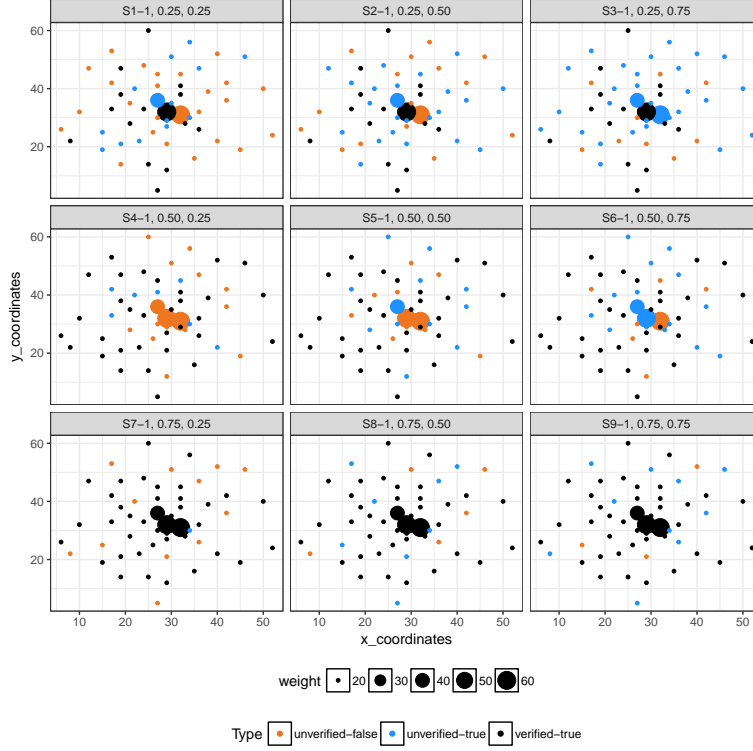 S1−1, 0.25, 0.25
S2−1, 0.25, 0.50
S3−1, 0.25, 0.75
60
40
20
S4−1, 0.50, 0.25
S5−1, 0.50, 0.50
S6−1, 0.50, 0.75
60
40
20
y_coordinates
S7−1, 0.75, 0.25
S8−1, 0.75, 0.50
S9−1, 0.75, 0.75
60
40
20
10 20 30 40 50 10 20 30 40 50 10 20 30 40 50
x_coordinates
weight 20 30 40 50 60
Type unverified−false unverified−true verified−true